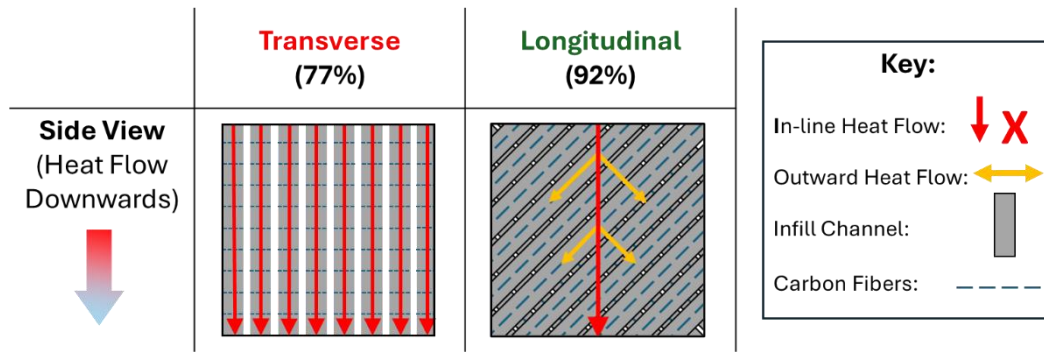 Transverse
(77%)
Longitudinal
(92%)
Side View
(Heat Flow
Downwards)
Key:
In-line Heat Flow:
X
Outward Heat Flow:
Infill Channel:
Carbon Fibers: